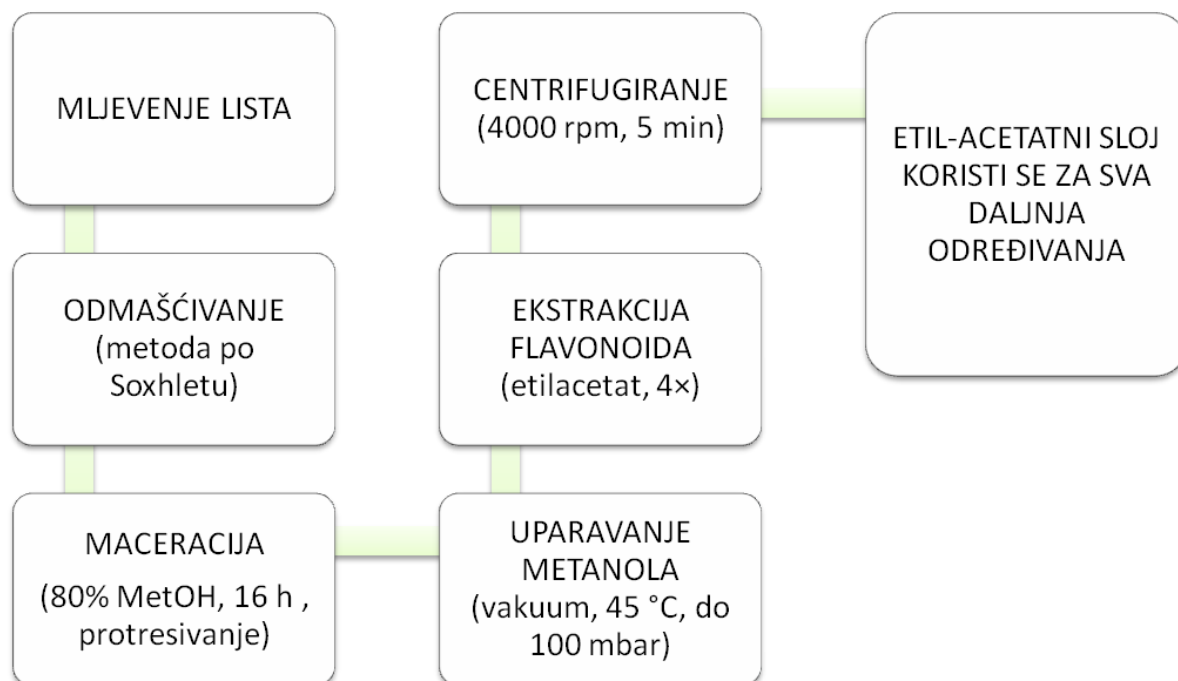 MLJEVENJE LISTA
ODMAŠĆIVANJE
(metoda po
Soxhletu)
MACERACIJA
(80% MetOH, 16 h ,
protresivanje)
UPARAVANJE
METANOLA
(vakuum, 45 °C, do
100 mbar)
EKSTRAKCIJA
FLAVONOIDA
(etilacetat, 4×)
CENTRIFUGIRANJE
(4000 rpm, 5 min)
ETIL-ACETATNI SLOJ
KORISTI SE ZA SVA
DALJNJA
ODREĐIVANJA